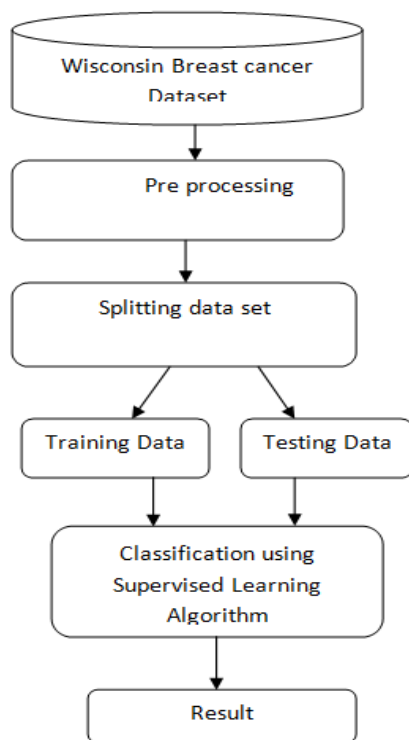 Wisconsin Breast cancer
Dataset
Pre processing
Splitting data set
Training Data
Testing Data
Classification using
Supervised Learning
Algorithm
Result